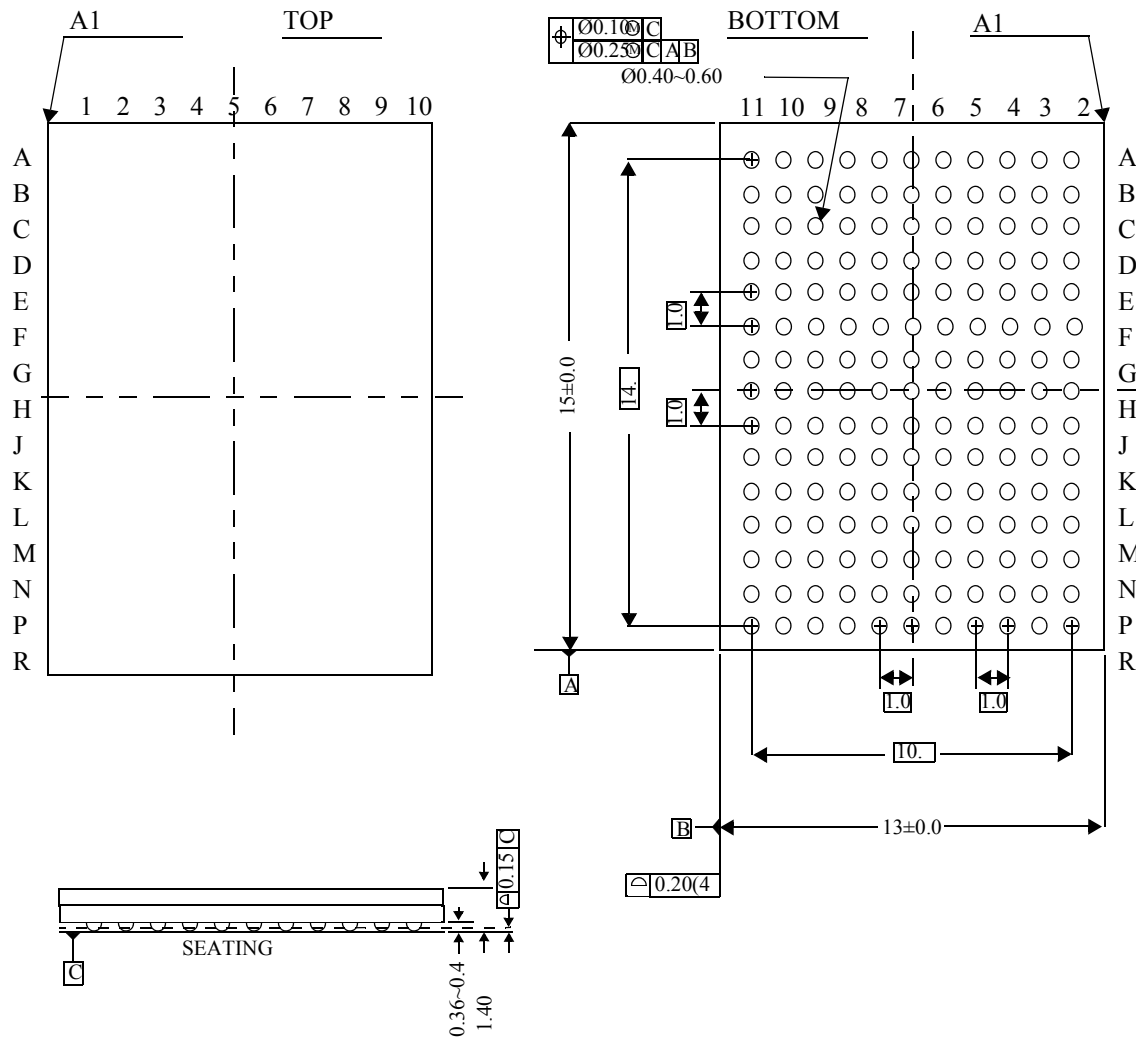 A1 TOP
1 2 3 4 5 6 7 8 9 10
A
B
C
D
E
F
G
H
J
K
L
M
N
P
R
Ø0.10Ⓜ C
Ø0.25Ⓜ C A B
Ø0.40~0.60
BOTTOM A1
11 10 9 8 7 6 5 4 3 2
A
B
C
D
E
F
G
H
J
K
L
M
N
P
R
15±0.0
14.
1.0
1.0
A
1.0 1.0
10.
B 13±0.0
0.20(4
0.15 C
SEATING
C
0.36~0.4
1.40